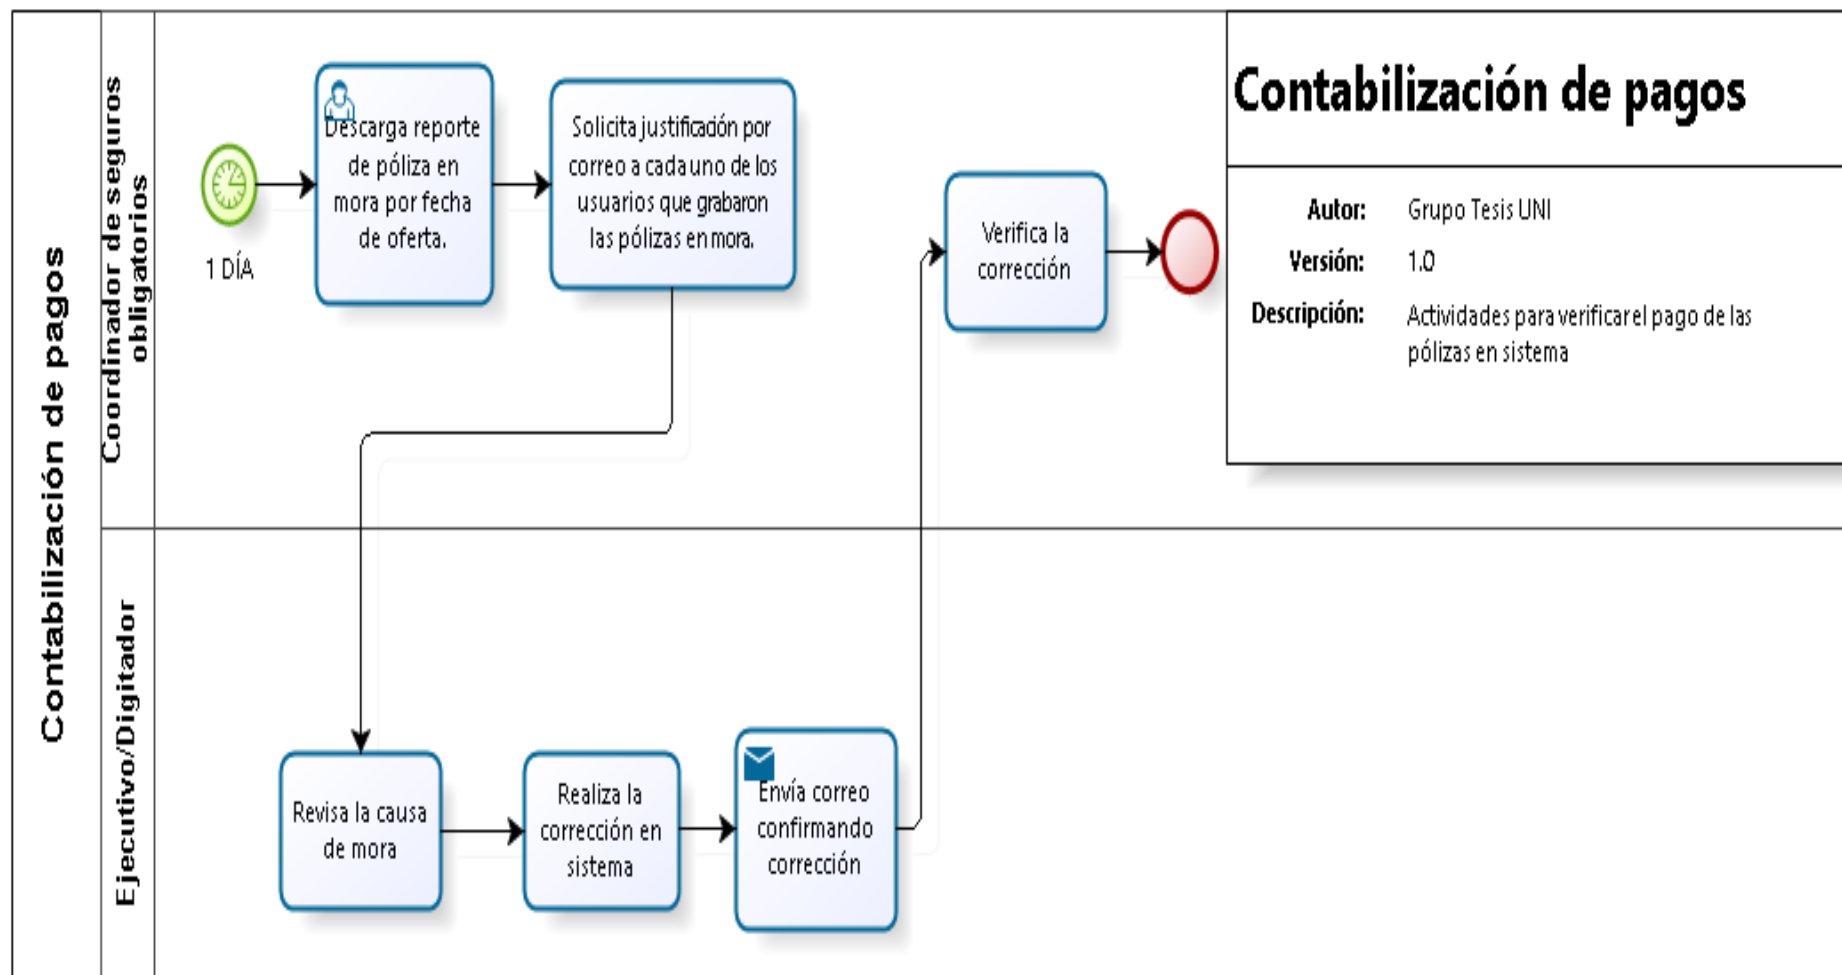 Contabilización de pagos
Coordinador de seguros
obligatorios
1 DÍA
Descarga reporte
de póliza en
mora por fecha
de oferta.
Solicita justificación por
correo a cada uno de los
usuarios que grabaron
las pólizas en mora.
Verifica la
corrección
Contabilización de pagos
Autor: Grupo Tesis UNI
Versión: 1.0
Descripción: Actividades para verificar el pago de las
pólizas en sistema
Ejecutivo/Digitador
Revisa la causa
de mora
Realiza la
corrección en
sistema
Envía correo
confirmando
corrección